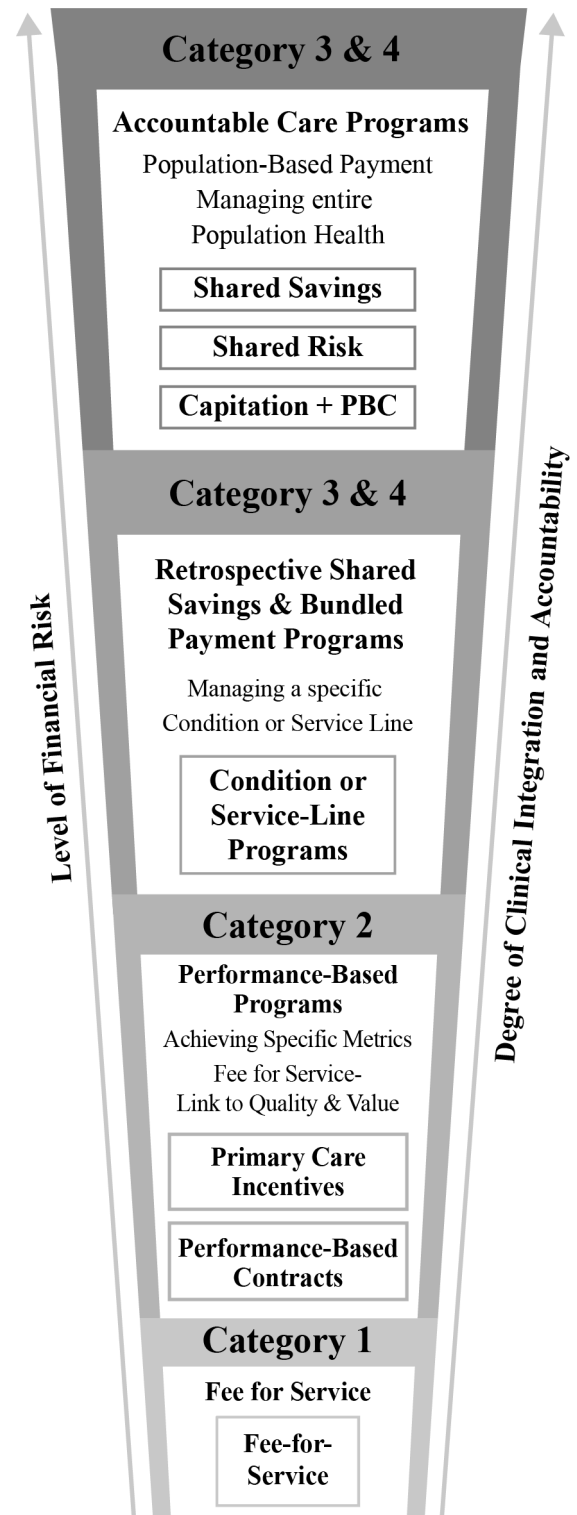 Category 3 & 4
Accountable Care Programs
Population-Based Payment
Managing entire
Population Health
Shared Savings
Shared Risk
Capitation + PBC
Category 3 & 4
Retrospective Shared
Savings & Bundled
Payment Programs
Managing a specific
Condition or Service Line
Condition or
Service-Line
Programs
Category 2
Performance-Based
Programs
Achieving Specific Metrics
Fee for Service-
Link to Quality & Value
Primary Care
Incentives
Performance-Based
Contracts
Category 1
Fee for Service
Fee-for-
Service
Level of Financial Risk
Degree of Clinical Integration and Accountability